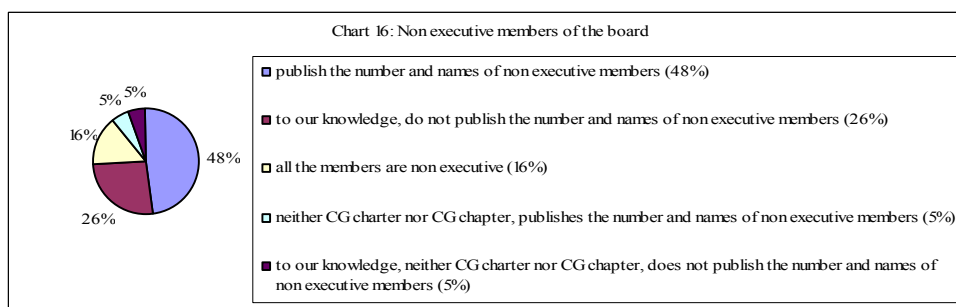 Chart 16: Non executive members of the board
5%
5%
16%
48%
26%
publish the number and names of non executive members (48%)
to our knowledge, do not publish the number and names of non executive members (26%)
all the members are non executive (16%)
neither CG charter nor CG chapter, publishes the number and names of non executive members (5%)
to our knowledge, neither CG charter nor CG chapter, does not publish the number and names of
non executive members (5%)